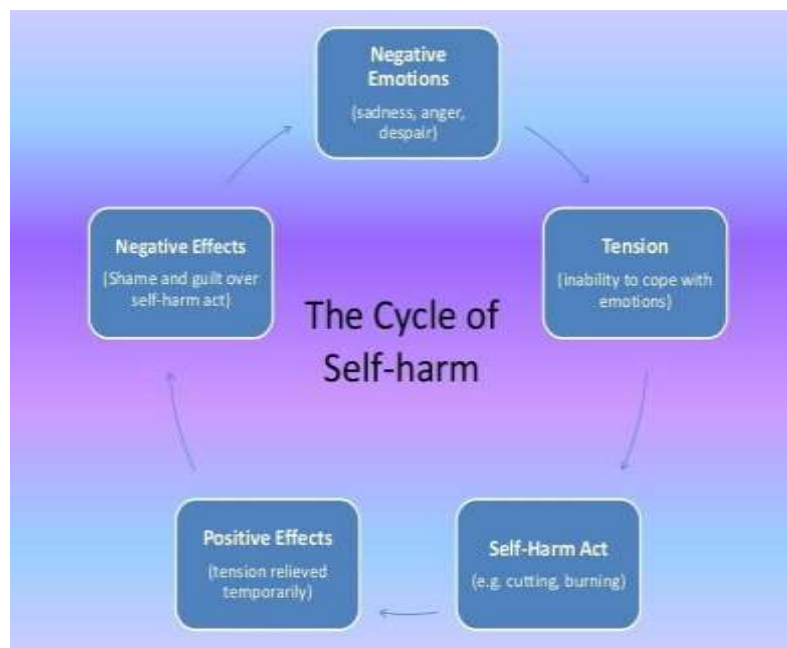 Negative
Emotions
(sadness, anger,
despair)
Tension
(inability to cope with
emotions)
Self-Harm Act
(e.g. cutting, burning)
Positive Effects
(tension relieved
temporarily)
Negative Effects
(Shame and guilt over
self-harm act)
The Cycle of
Self-harm